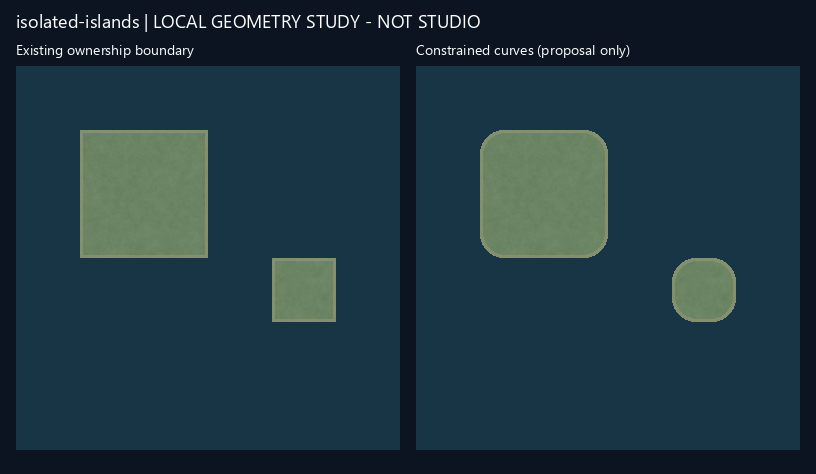 isolated-islands | LOCAL GEOMETRY STUDY - NOT STUDIO
Existing ownership boundary
Constrained curves (proposal only)